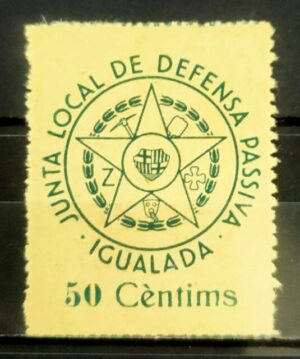 JUNTA LOCAL DE DEFENSA PASSIVA
· IGUALADA ·
Z
50 Cèntims